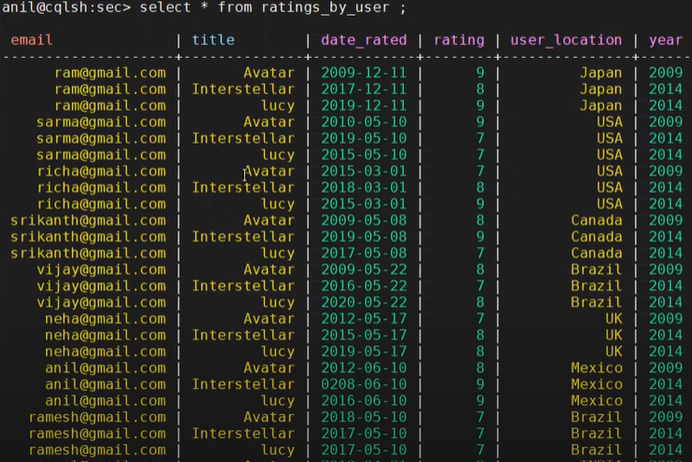 anil@cqlsh:sec> select * from ratings_by_user ;
email | title | date_rated | rating | user_location | year
ram@gmail.com | Avatar | 2009-12-11 | 9 | Japan | 2009
ram@gmail.com | Interstellar | 2017-12-11 | 8 | Japan | 2014
ram@gmail.com | lucy | 2019-12-11 | 9 | Japan | 2014
sarma@gmail.com | Avatar | 2010-05-10 | 9 | USA | 2009
sarma@gmail.com | Interstellar | 2019-05-10 | 7 | USA | 2014
sarma@gmail.com | lucy | 2015-05-10 | 7 | USA | 2014
richa@gmail.com | Avatar | 2015-03-01 | 7 | USA | 2009
richa@gmail.com | Interstellar | 2018-03-01 | 8 | USA | 2014
richa@gmail.com | lucy | 2015-03-01 | 9 | USA | 2014
srikanth@gmail.com | Avatar | 2009-05-08 | 8 | Canada | 2009
srikanth@gmail.com | Interstellar | 2019-05-08 | 9 | Canada | 2014
srikanth@gmail.com | lucy | 2017-05-08 | 7 | Canada | 2014
vijay@gmail.com | Avatar | 2009-05-22 | 8 | Brazil | 2009
vijay@gmail.com | Interstellar | 2016-05-22 | 7 | Brazil | 2014
vijay@gmail.com | lucy | 2020-05-22 | 8 | Brazil | 2014
neha@gmail.com | Avatar | 2012-05-17 | 7 | UK | 2009
neha@gmail.com | Interstellar | 2015-05-17 | 8 | UK | 2014
neha@gmail.com | lucy | 2019-05-17 | 8 | UK | 2014
anil@gmail.com | Avatar | 2012-06-10 | 8 | Mexico | 2009
anil@gmail.com | Interstellar | 0208-06-10 | 9 | Mexico | 2014
anil@gmail.com | lucy | 2016-06-10 | 9 | Mexico | 2014
ramesh@gmail.com | Avatar | 2018-05-10 | 7 | Brazil | 2009
ramesh@gmail.com | Interstellar | 2017-05-10 | 7 | Brazil | 2014
ramesh@gmail.com | lucy | 2017-05-10 | 8 | Brazil | 2014